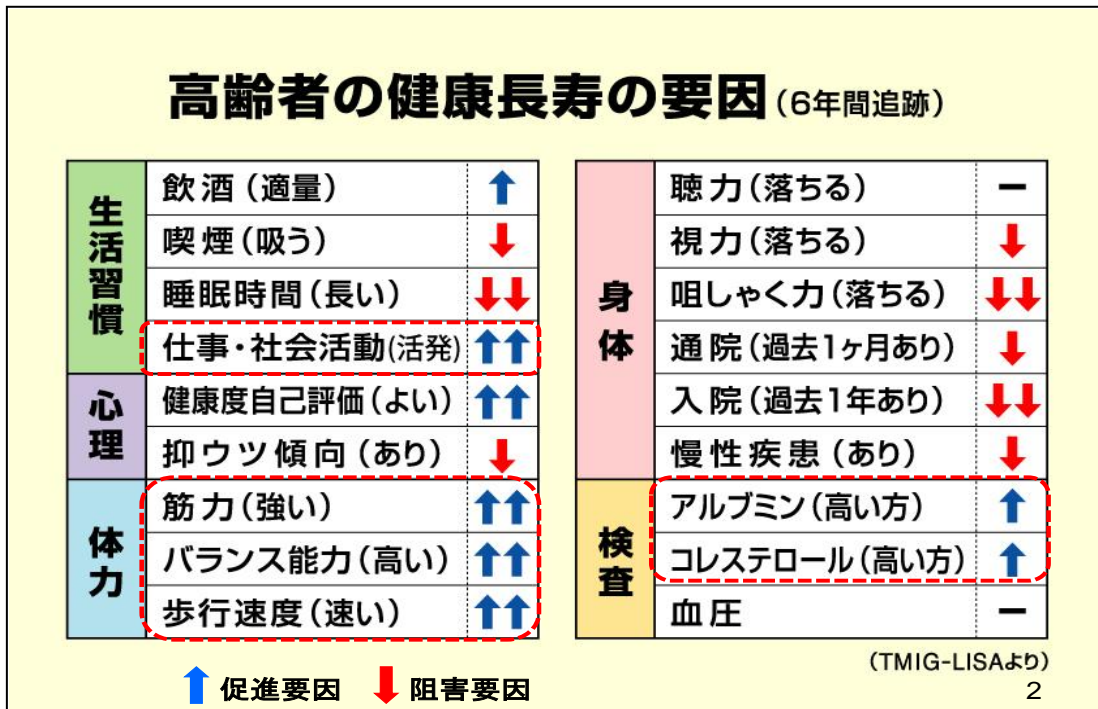 高齢者の健康長寿の要因(6年間追跡)
生活習慣
飲酒(適量) ↑
喫煙(吸う) ↓
睡眠時間(長い) ↓↓
仕事・社会活動(活発) ↑↑
心理
健康度自己評価(よい) ↑↑
抑ウツ傾向(あり) ↓
体力
筋力(強い) ↑↑
バランス能力(高い) ↑↑
歩行速度(速い) ↑↑
身体
聴力(落ちる) −
視力(落ちる) ↓
咀しゃく力(落ちる) ↓↓
通院(過去1ヶ月あり) ↓
入院(過去1年あり) ↓↓
慢性疾患(あり) ↓
検査
アルブミン(高い方) ↑
コレステロール(高い方) ↑
血圧 −
(TMIG-LISAより)
↑ 促進要因 ↓ 阻害要因
2